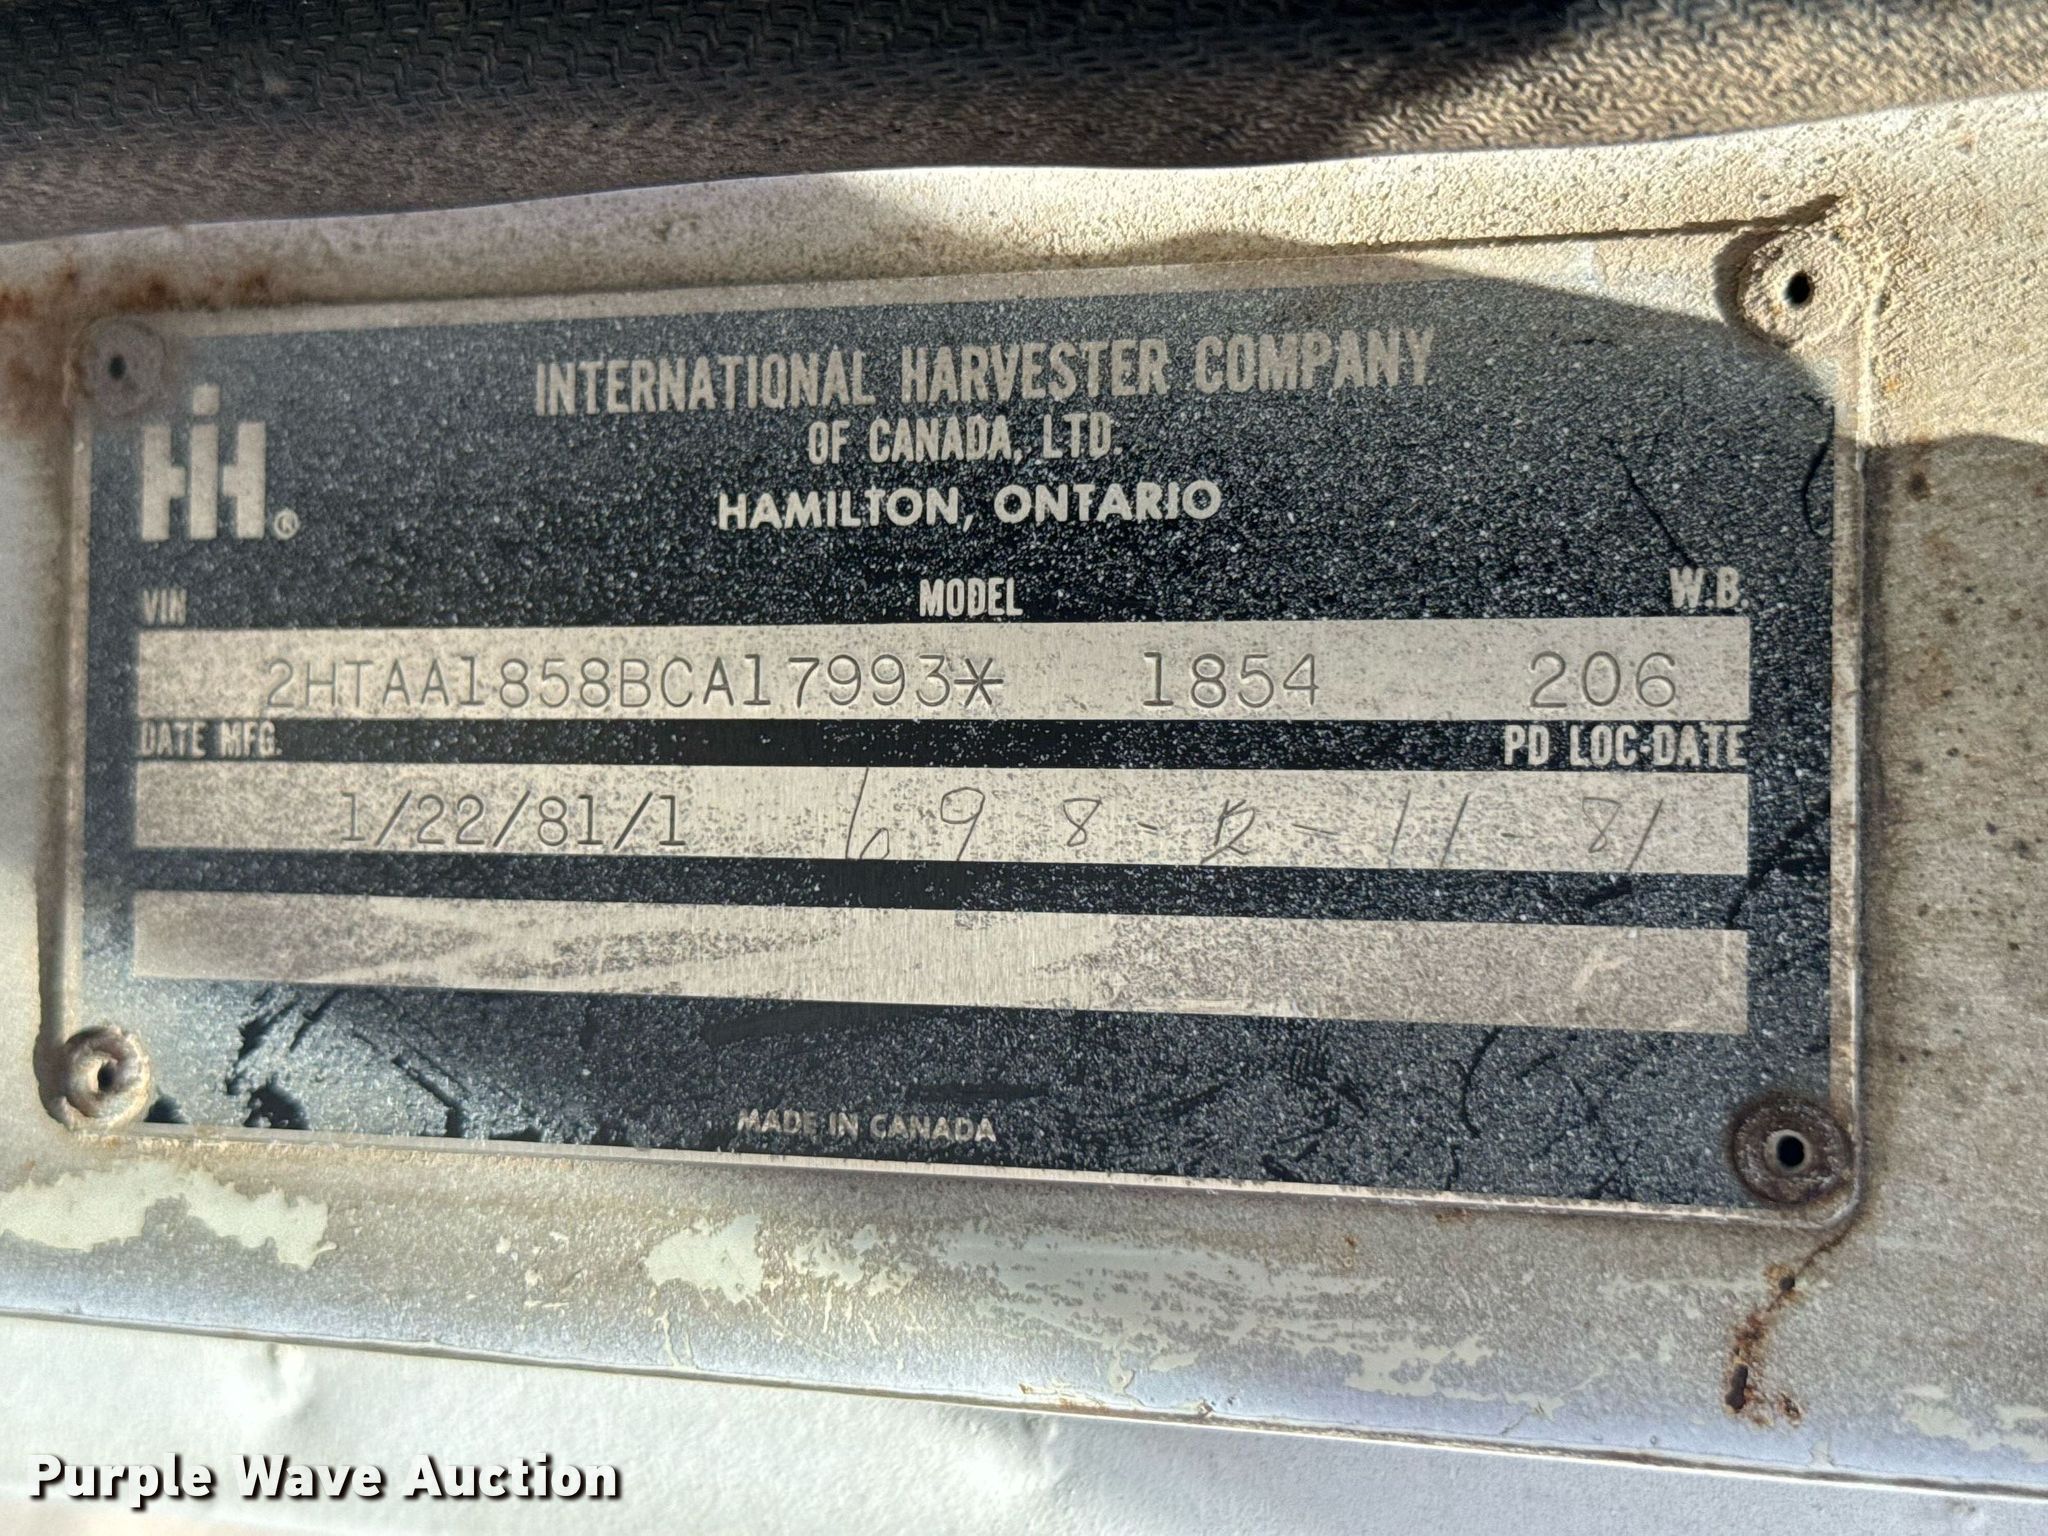 INTERNATIONAL HARVESTER COMPANY
OF CANADA, LTD.
HAMILTON, ONTARIO
IH®
VIN MODEL W.B.
2HTAA1858BCA17993* 1854 206
DATE MFG. PD LOC-DATE
1/22/81/1 698-2-11-81
MADE IN CANADA
Purple Wave Auction